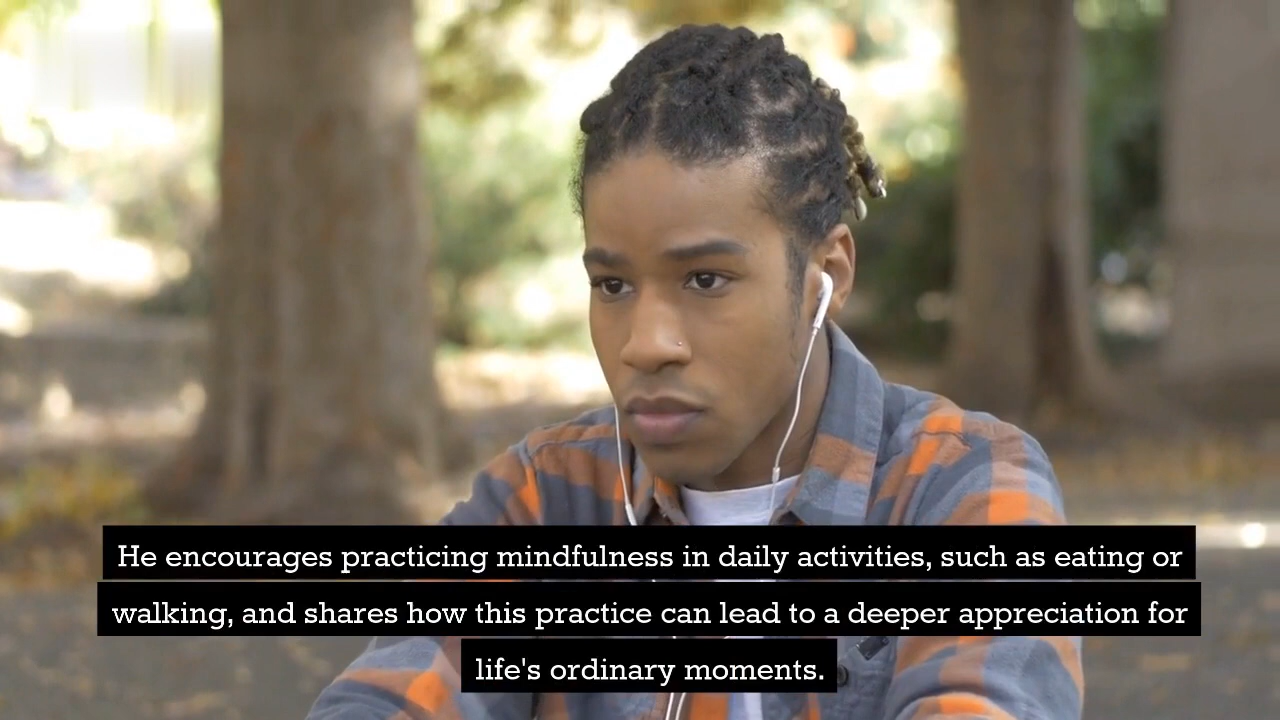 He encourages practicing mindfulness in daily activities, such as eating or
walking, and shares how this practice can lead to a deeper appreciation for
life's ordinary moments.